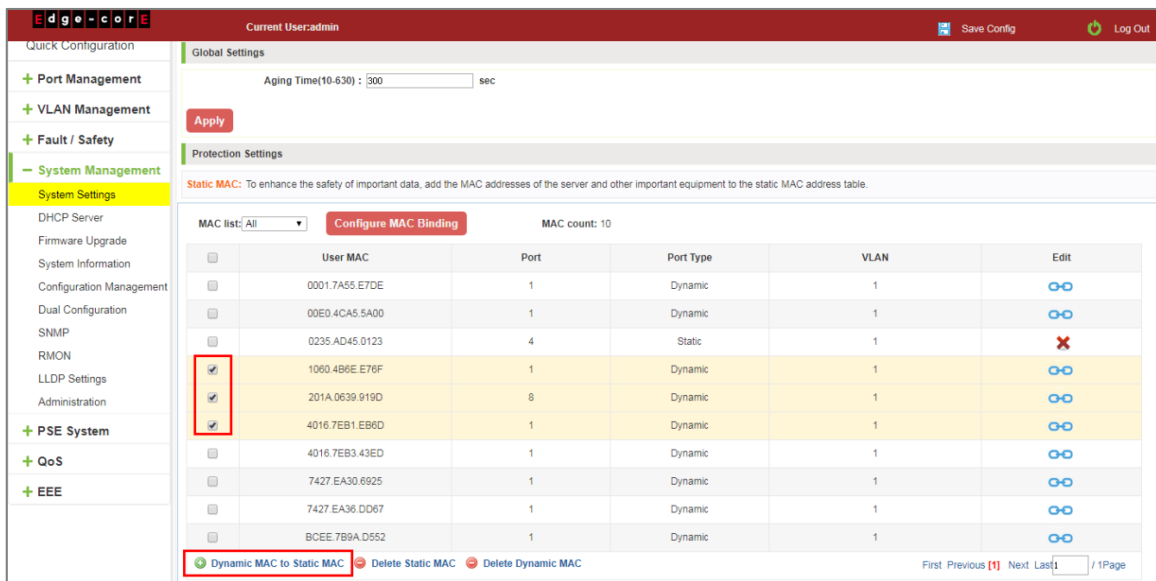 Edge-corE
Current User:admin
Save Config
Log Out
Quick Configuration
Port Management
VLAN Management
Fault / Safety
System Management
System Settings
DHCP Server
Firmware Upgrade
System Information
Configuration Management
Dual Configuration
SNMP
RMON
LLDP Settings
Administration
PSE System
QoS
EEE
Global Settings
Aging Time(10-630) : 300 sec
Apply
Protection Settings
Static MAC: To enhance the safety of important data, add the MAC addresses of the server and other important equipment to the static MAC address table.
MAC list: All Configure MAC Binding MAC count: 10
User MAC Port Port Type VLAN Edit
0001.7A55.E7DE 1 Dynamic 1
00E0.4CA5.5A00 1 Dynamic 1
0235.AD45.0123 4 Static 1
1060.4B6E.E76F 1 Dynamic 1
201A.0639.919D 8 Dynamic 1
4016.7EB1.EB6D 1 Dynamic 1
4016.7EB3.43ED 1 Dynamic 1
7427.EA30.6925 1 Dynamic 1
7427.EA36.DD67 1 Dynamic 1
BCEE.7B9A.D552 1 Dynamic 1
Dynamic MAC to Static MAC Delete Static MAC Delete Dynamic MAC First Previous [1] Next Last 1 / 1Page